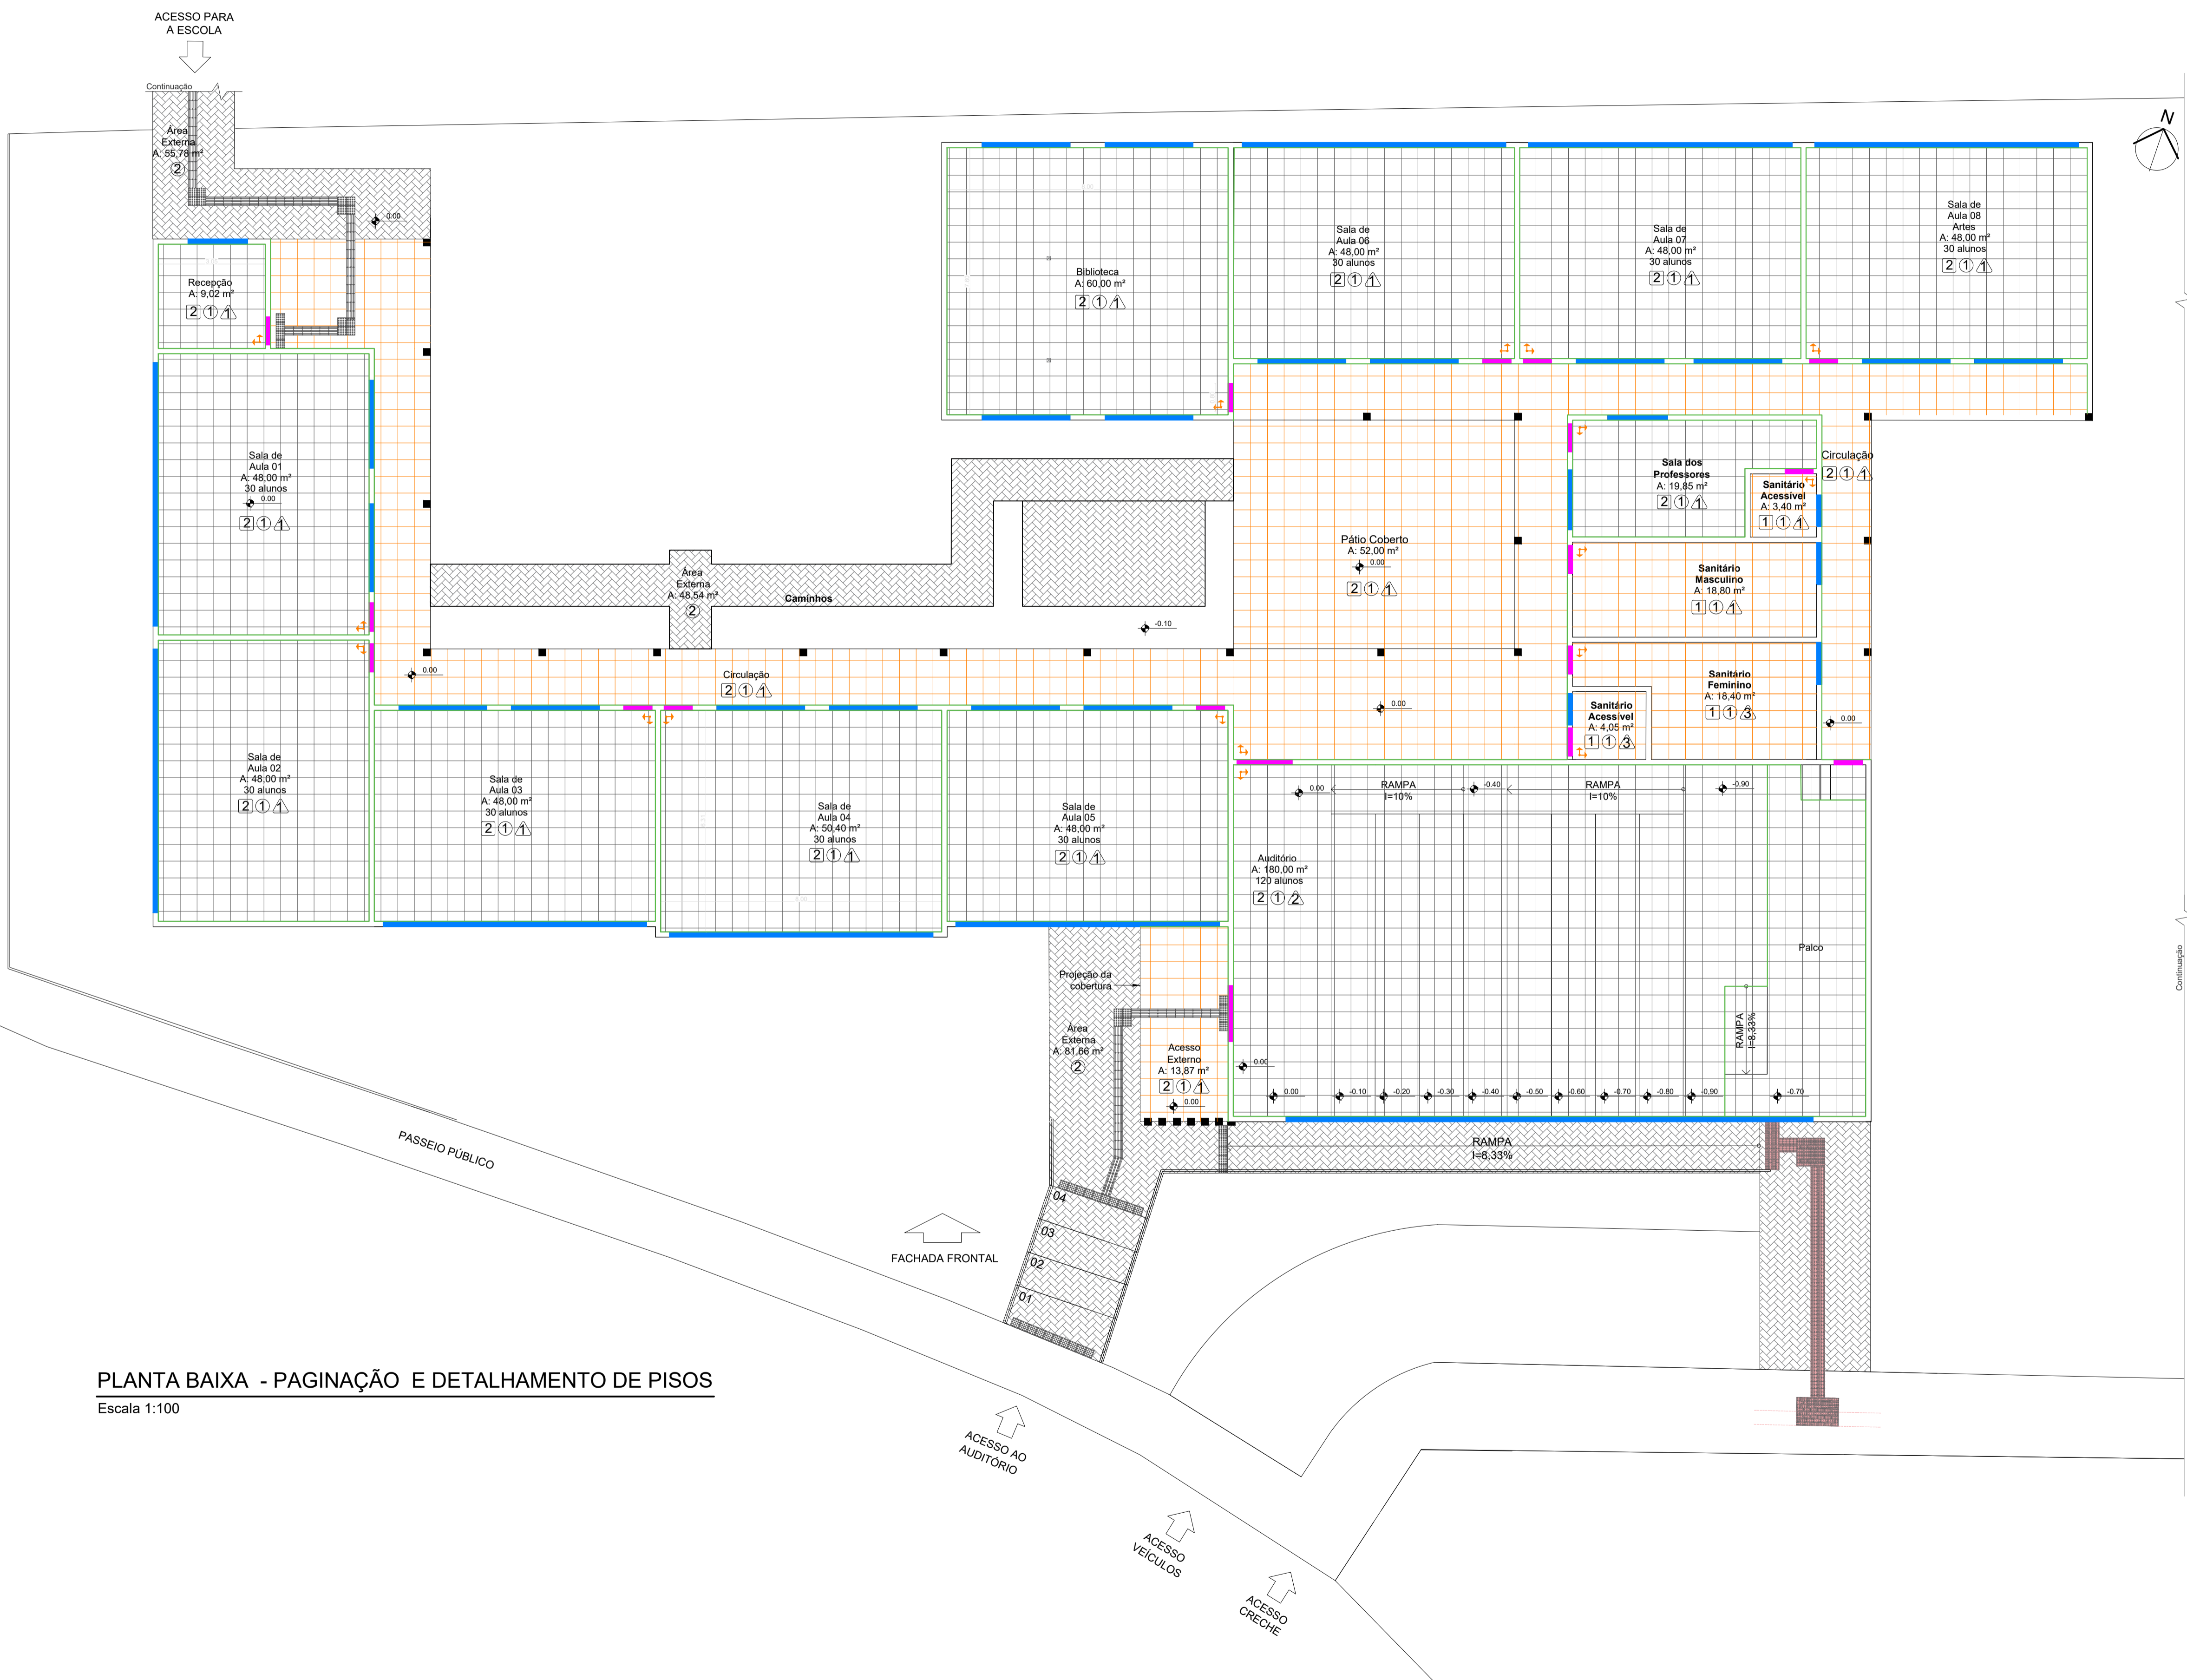 ACESSO PARA
A ESCOLA
Continuação
Área
Externa
A: 55,78 m²
2
0.00
N
Recepção
A: 9,02 m²
2 1 1
Biblioteca
A: 60,00 m²
2 1 1
Sala de
Aula 06
A: 48,00 m²
30 alunos
2 1 1
Sala de
Aula 07
A: 48,00 m²
30 alunos
2 1 1
Sala de
Aula 08
Artes
A: 48,00 m²
30 alunos
2 1 1
Sala de
Aula 01
A: 48,00 m²
30 alunos
0.00
2 1 1
Sala dos
Professores
A: 19,85 m²
2 1 1
Sanitário
Acessível
A: 3,40 m²
1 1 1
Circulação
2 1 1
Pátio Coberto
A: 52,00 m²
0.00
2 1 1
Sanitário
Masculino
A: 18,80 m²
1 1 1
Área
Externa
A: 48,54 m²
2
Caminhos
-0.10
0.00
Circulação
2 1 1
0.00
Sanitário
Feminino
A: 18,40 m²
1 1 3
Sanitário
Acessível
A: 4,05 m²
1 1 3
0.00
Sala de
Aula 02
A: 48,00 m²
30 alunos
2 1 1
Sala de
Aula 03
A: 48,00 m²
30 alunos
2 1 1
Sala de
Aula 04
A: 50,40 m²
30 alunos
2 1 1
Sala de
Aula 05
A: 48,00 m²
30 alunos
2 1 1
0.00
RAMPA
I=10%
-0.40
RAMPA
I=10%
-0,90
Auditório
A: 180,00 m²
120 alunos
2 1 2
Palco
Continuação
RAMPA
I=8,33%
Projeção da
cobertura
Área
Externa
A: 81,66 m²
2
Acesso
Externo
A: 13,87 m²
2 1 1
0.00
0.00
0.00
-0.10
-0.20
-0.30
-0.40
-0.50
-0.60
-0.70
-0.80
-0,90
-0.70
RAMPA
I=8,33%
PASSEIO PÚBLICO
04
03
02
01
FACHADA FRONTAL
PLANTA BAIXA - PAGINAÇÃO E DETALHAMENTO DE PISOS
Escala 1:100
ACESSO AO
AUDITÓRIO
ACESSO
VEÍCULOS
ACESSO
CRECHE